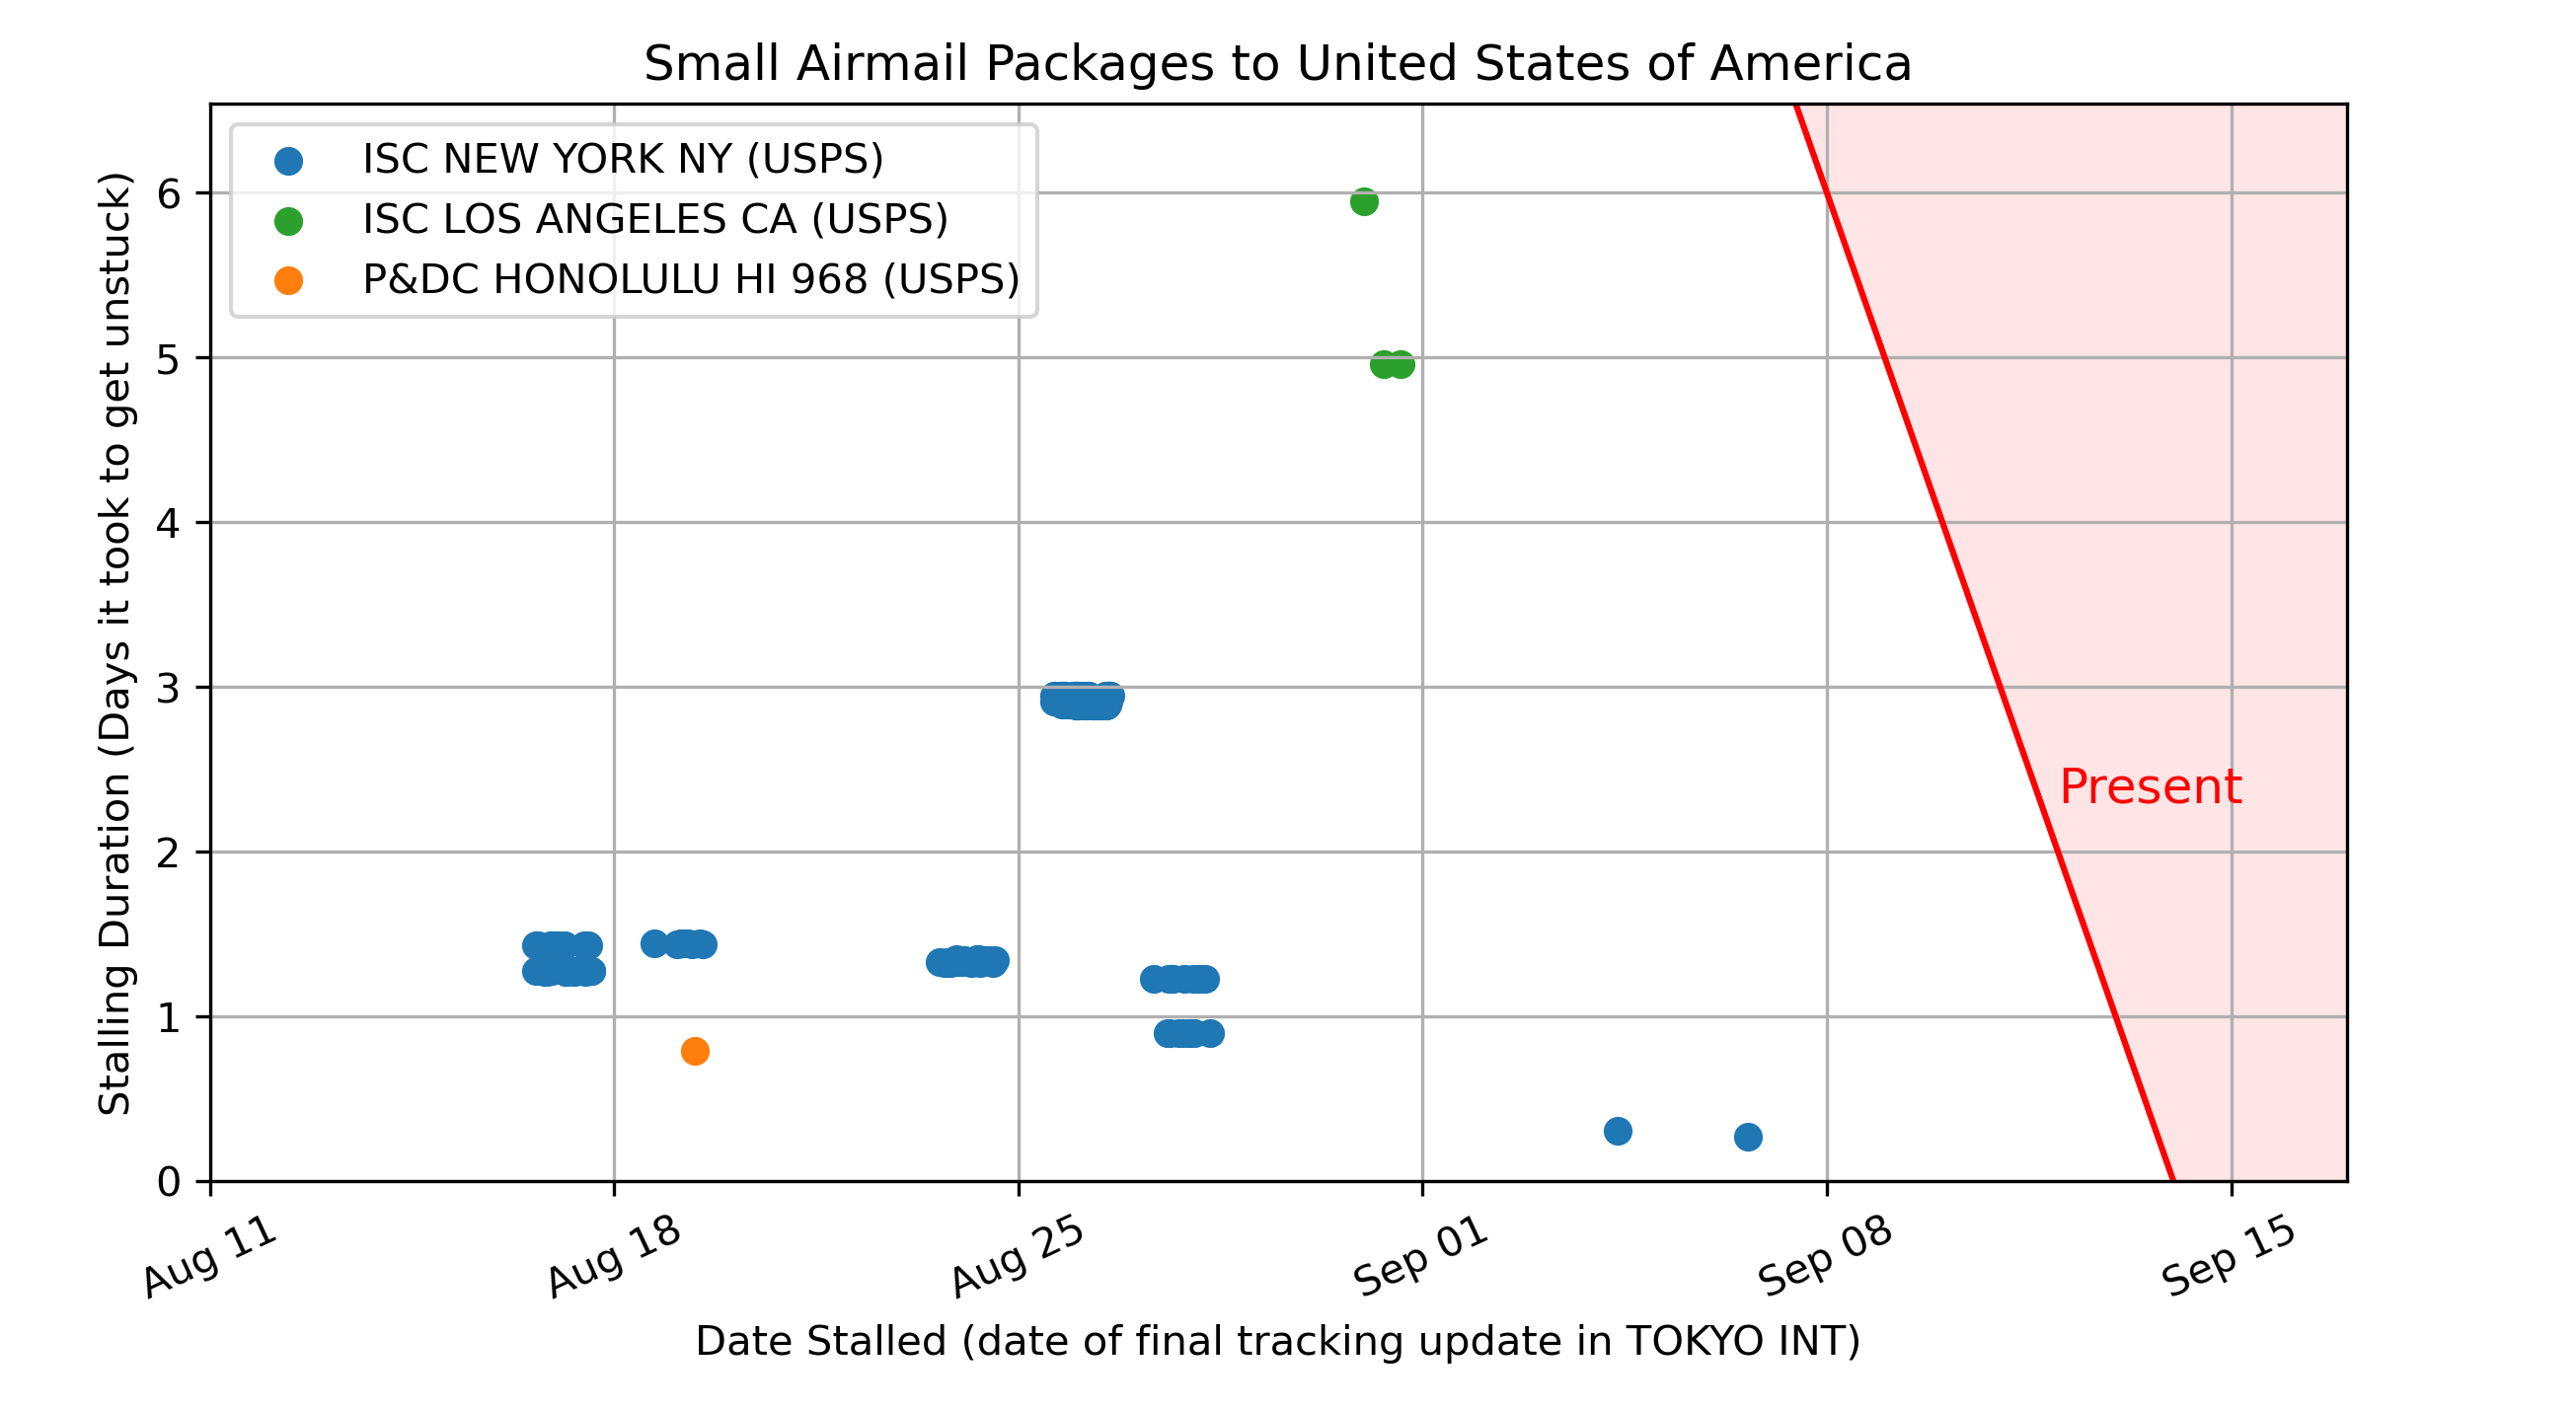 Small Airmail Packages to United States of America
ISC NEW YORK NY (USPS)
ISC LOS ANGELES CA (USPS)
P&DC HONOLULU HI 968 (USPS)
Stalling Duration (Days it took to get unstuck)
6
5
4
3
2
1
0
Present
Aug 11
Aug 18
Aug 25
Sep 01
Sep 08
Sep 15
Date Stalled (date of final tracking update in TOKYO INT)